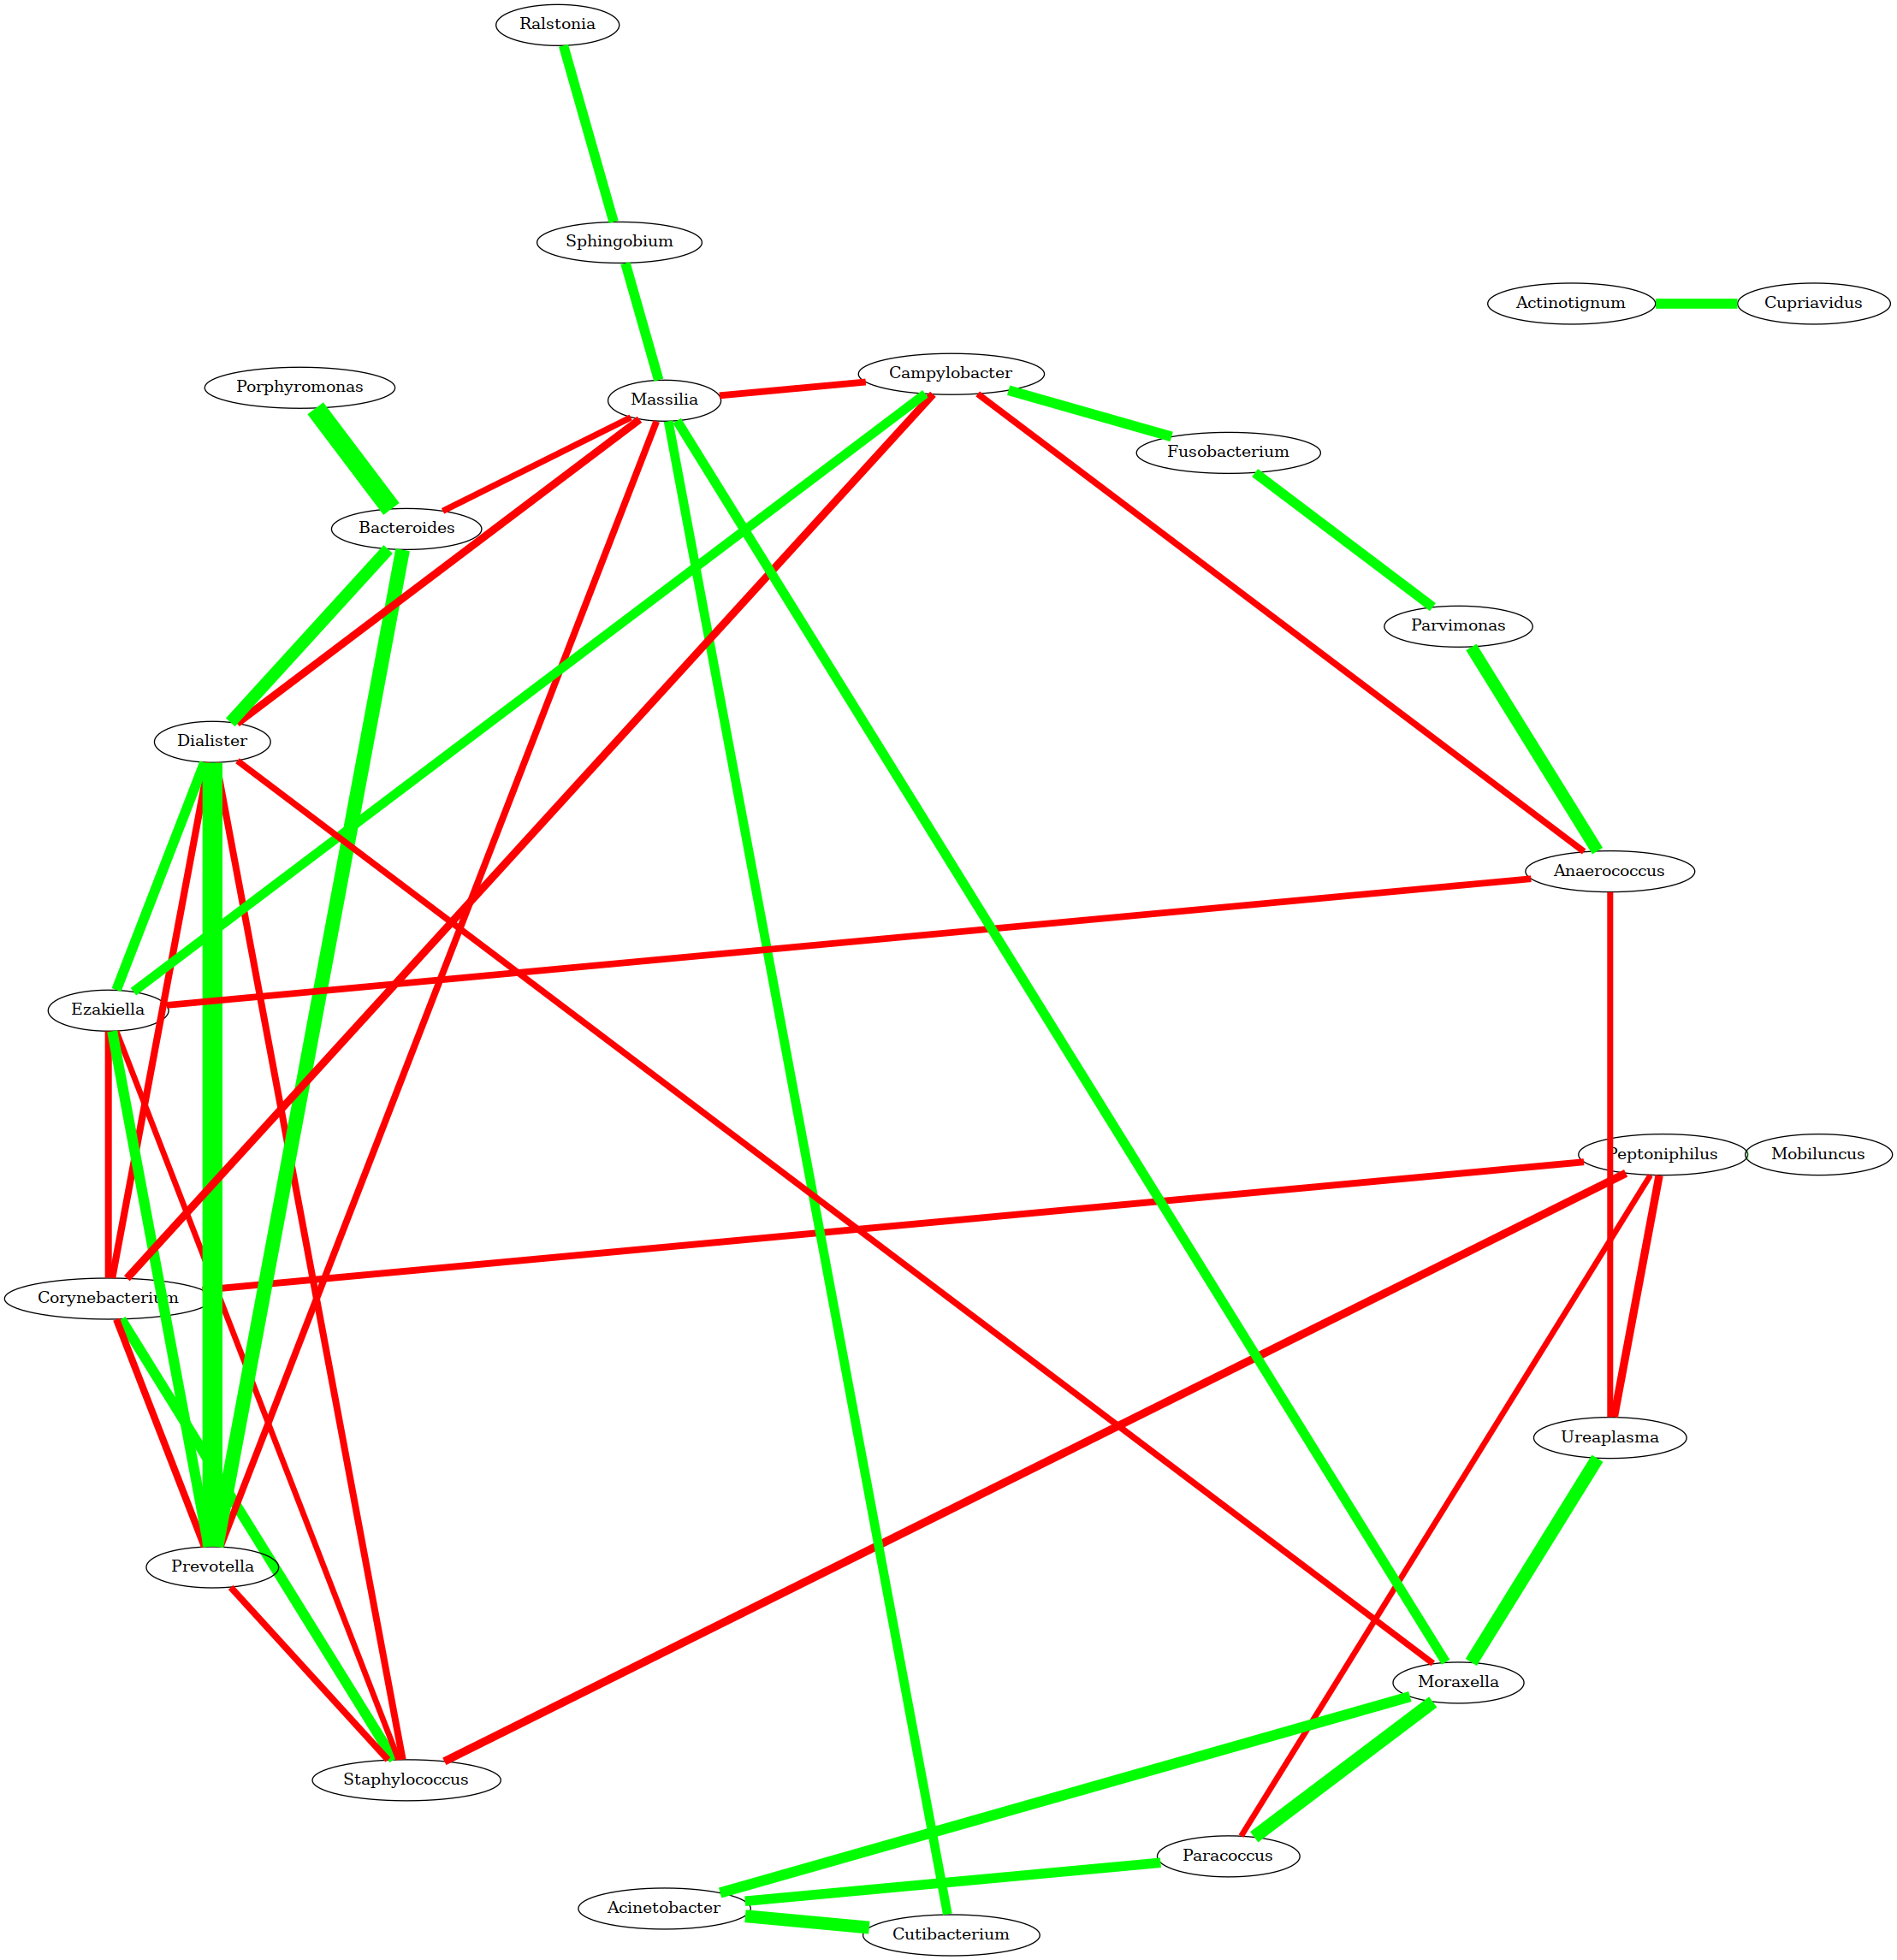 Ralstonia
Sphingobium
Actinotignum
Cupriavidus
Campylobacter
Porphyromonas
Massilia
Fusobacterium
Bacteroides
Parvimonas
Dialister
Anaerococcus
Ezakiella
Peptoniphilus
Mobiluncus
Corynebacterium
Ureaplasma
Prevotella
Moraxella
Staphylococcus
Paracoccus
Acinetobacter
Cutibacterium